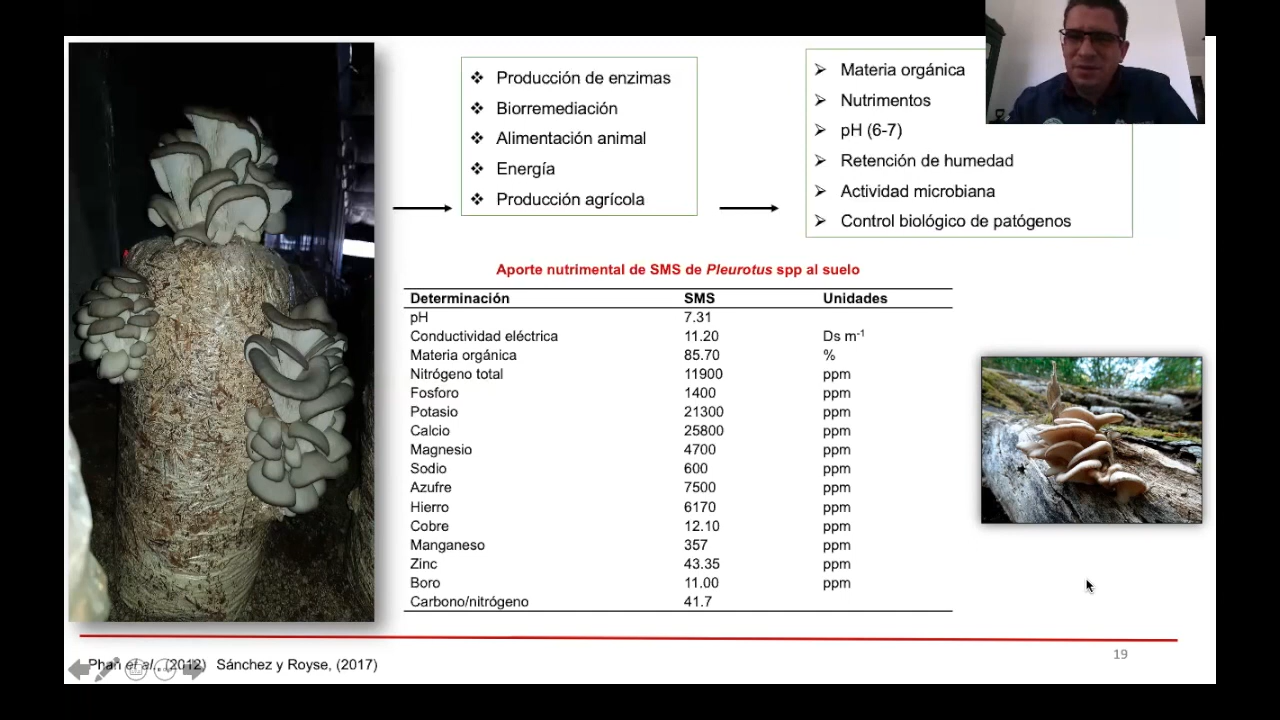 Producción de enzimas
Biorremediación
Alimentación animal
Energía
Producción agrícola
Materia orgánica
Nutrimentos
pH (6-7)
Retención de humedad
Actividad microbiana
Control biológico de patógenos
Aporte nutrimental de SMS de Pleurotus spp al suelo
Determinación SMS Unidades
pH 7.31
Conductividad eléctrica 11.20 Ds m-1
Materia orgánica 85.70 %
Nitrógeno total 11900 ppm
Fosforo 1400 ppm
Potasio 21300 ppm
Calcio 25800 ppm
Magnesio 4700 ppm
Sodio 600 ppm
Azufre 7500 ppm
Hierro 6170 ppm
Cobre 12.10 ppm
Manganeso 357 ppm
Zinc 43.35 ppm
Boro 11.00 ppm
Carbono/nitrógeno 41.7
Phan et al., (2012) Sánchez y Royse, (2017)
19